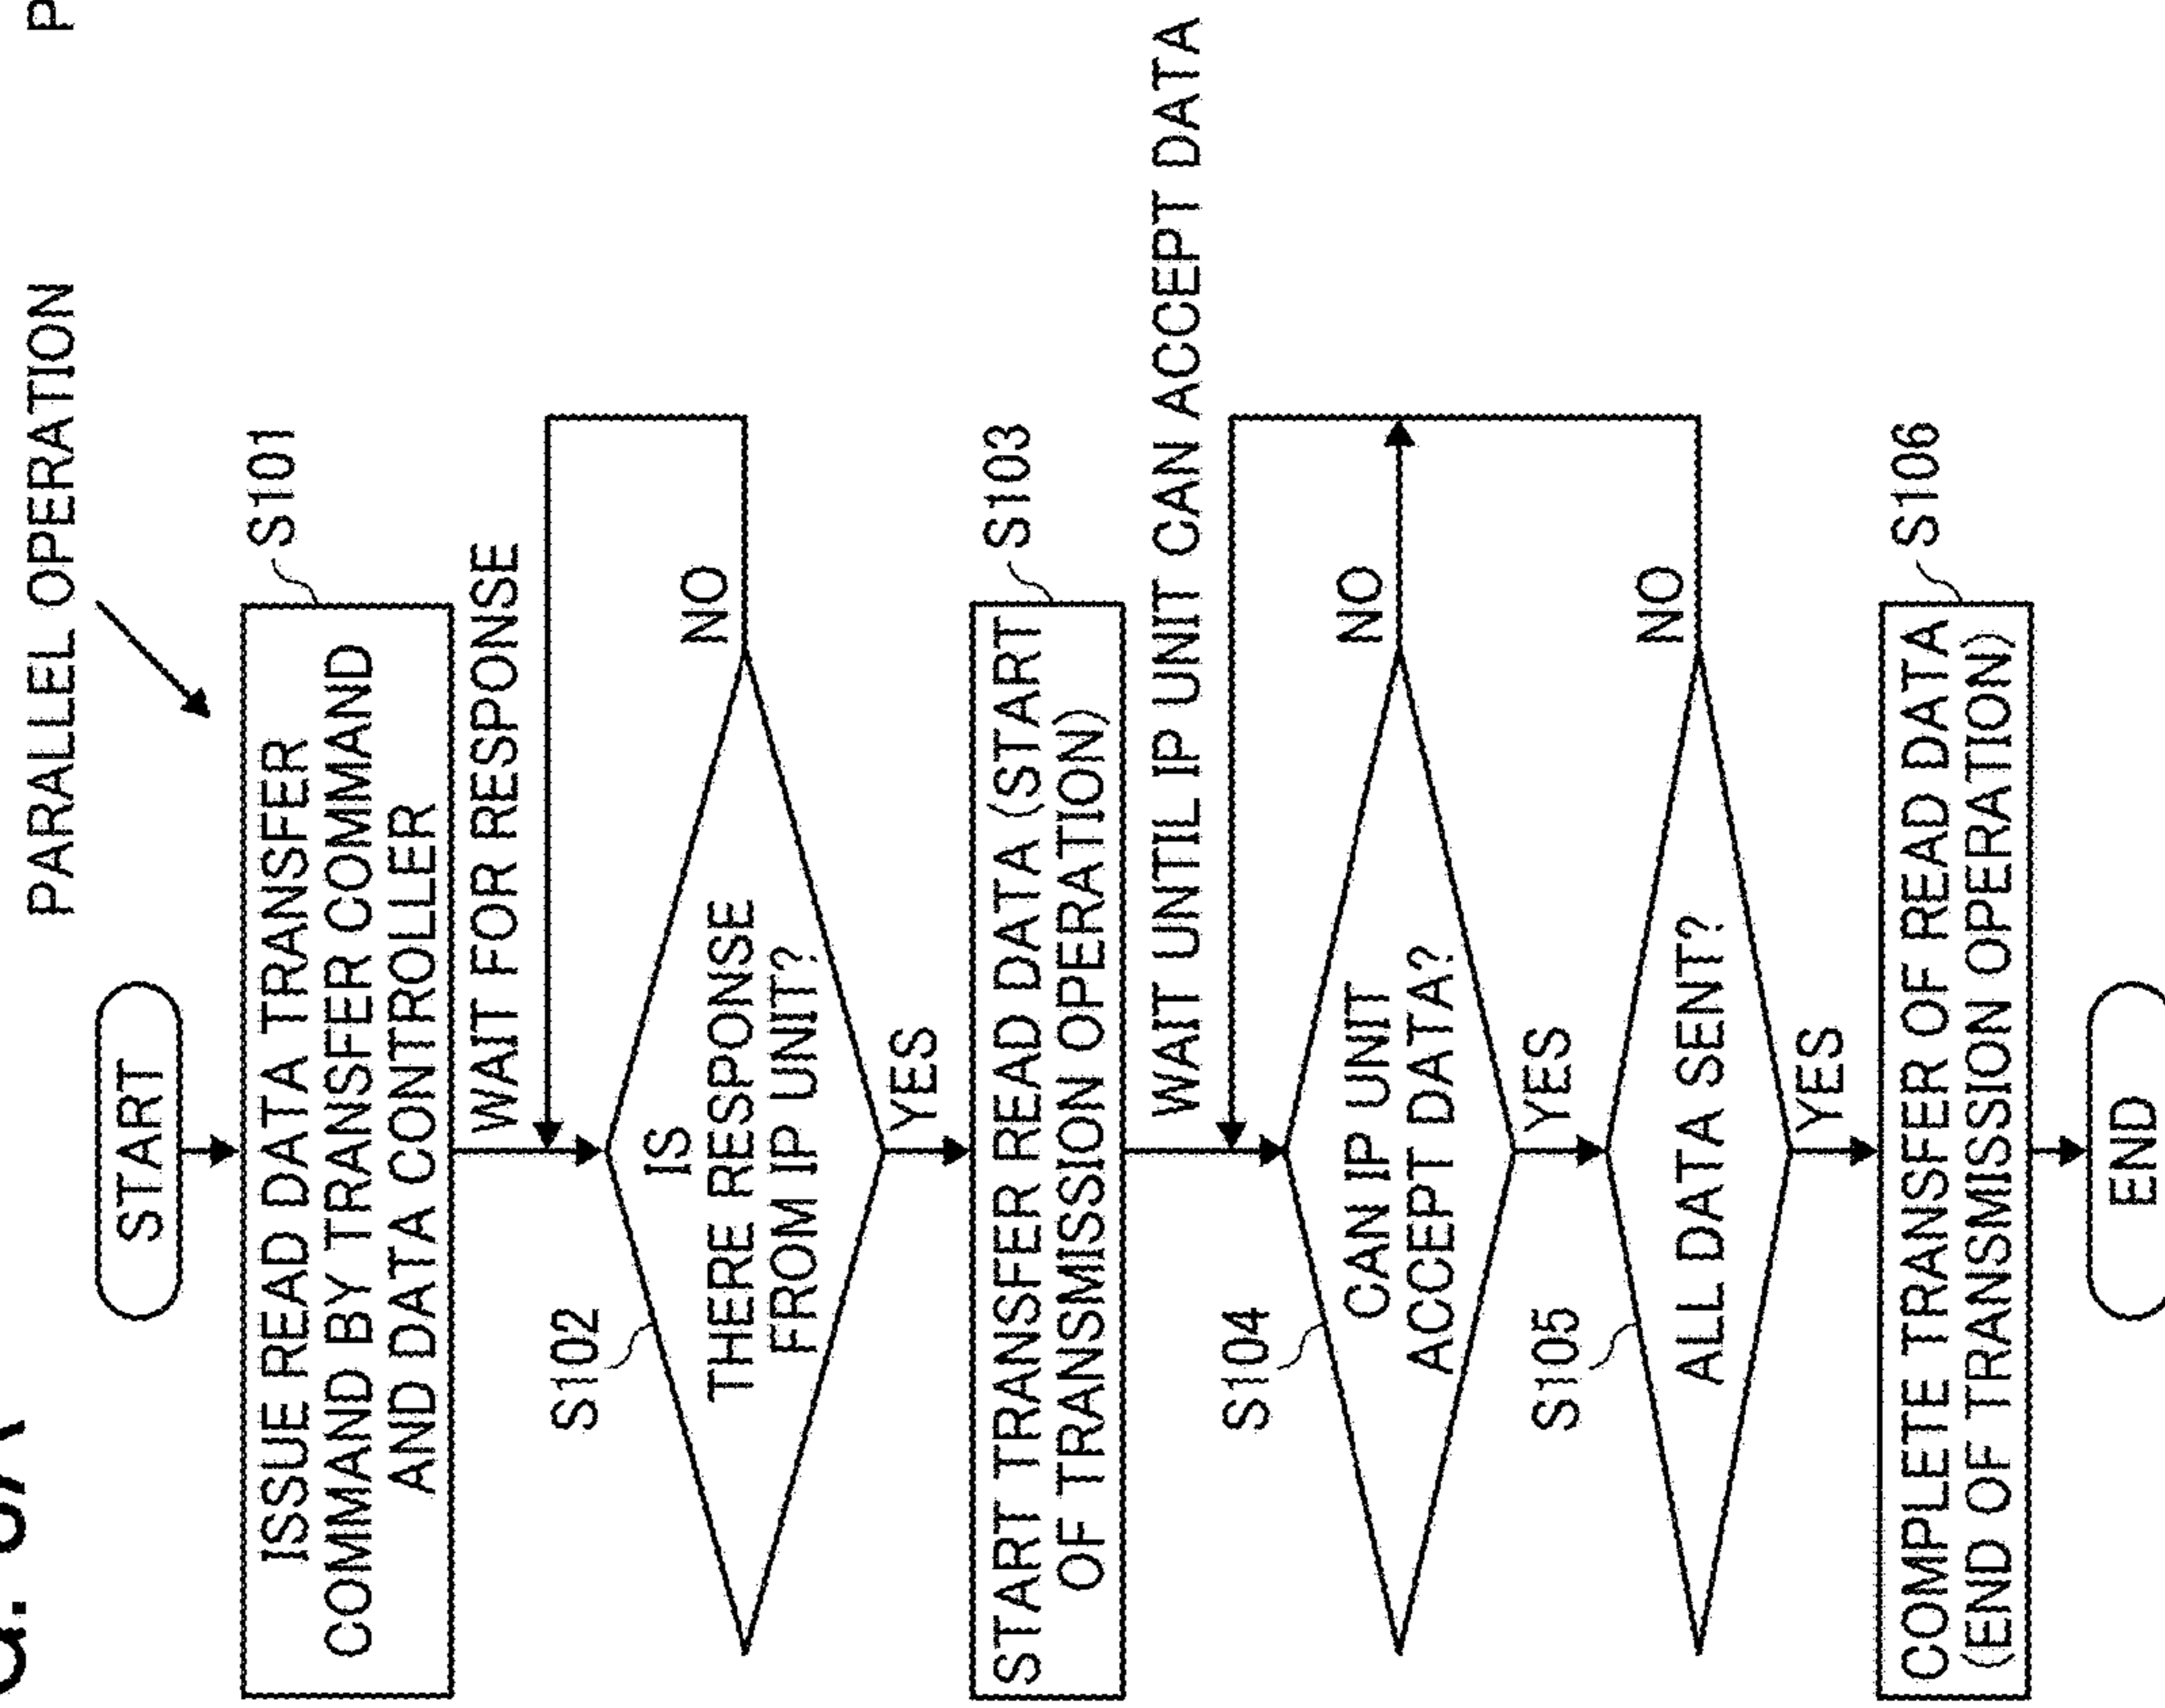 PARALLEL OPERATION
START
S101
ISSUE READ DATA TRANSFER
COMMAND BY TRANSFER COMMAND
AND DATA CONTROLLER
WAIT FOR RESPONSE
S102
IS
THERE RESPONSE
FROM IP UNIT?
NO
YES
S103
START TRANSFER READ DATA (START
OF TRANSMISSION OPERATION)
WAIT UNTIL IP UNIT CAN ACCEPT DATA
S104
CAN IP UNIT
ACCEPT DATA?
NO
YES
S105
ALL DATA SENT?
NO
YES
S106
COMPLETE TRANSFER OF READ DATA
(END OF TRANSMISSION OPERATION)
END